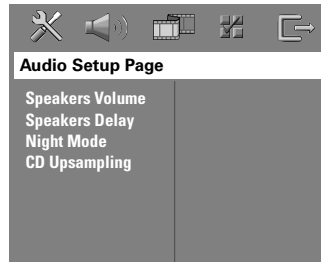 Audio Setup Page
Speakers Volume
Speakers Delay
Night Mode
CD Upsampling